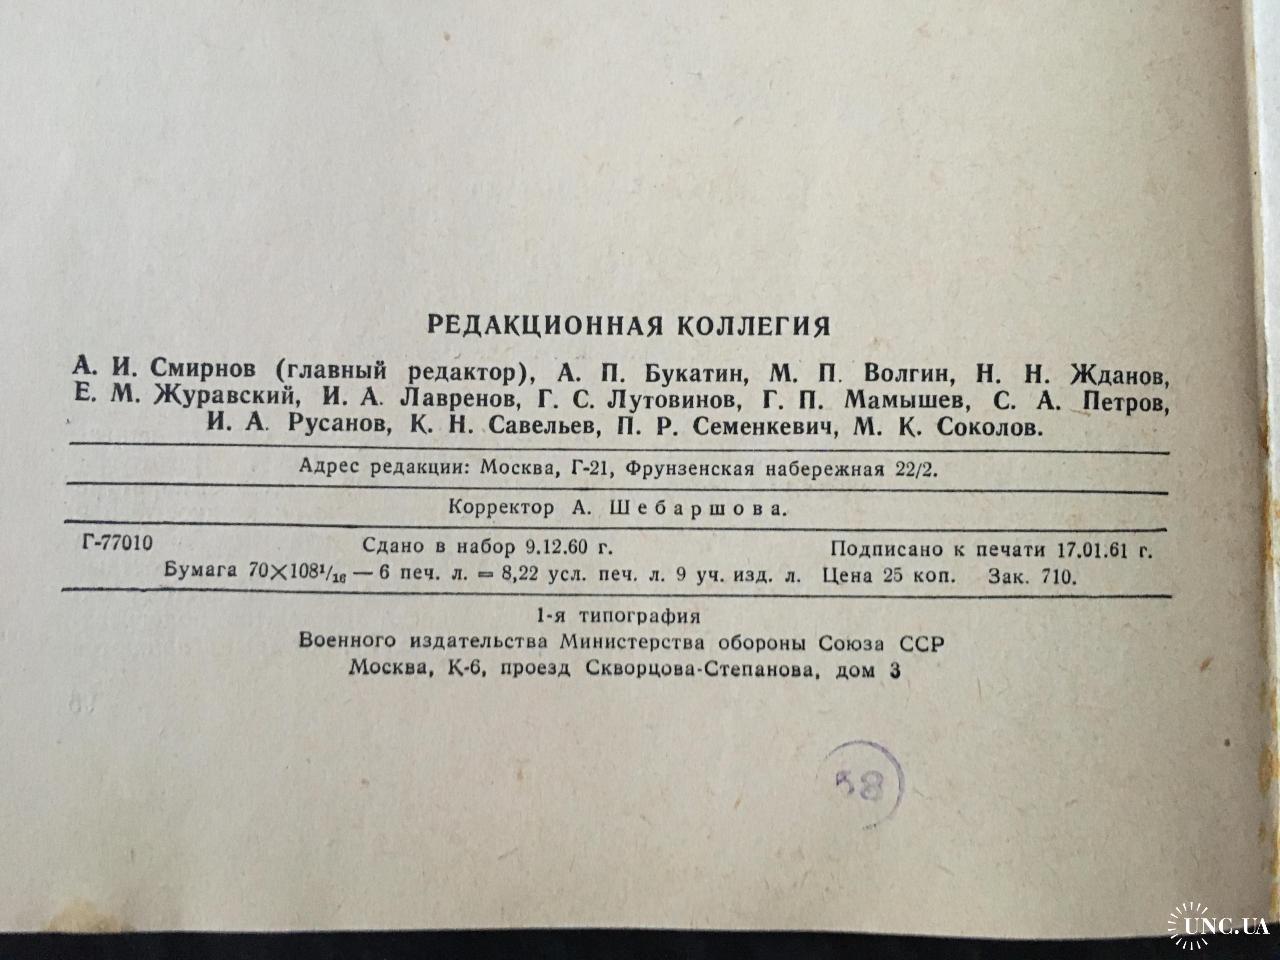 РЕДАКЦИОННАЯ КОЛЛЕГИЯ
А. И. Смирнов (главный редактор), А. П. Букатин, М. П. Волгин, Н. Н. Жданов,
Е. М. Журавский, И. А. Лавренов, Г. С. Лутовинов, Г. П. Мамышев, С. А. Петров,
И. А. Русанов, К. Н. Савельев, П. Р. Семенкевич, М. К. Соколов.
Адрес редакции: Москва, Г-21, Фрунзенская набережная 22/2.
Корректор А. Шебаршова.
Г-77010 Сдано в набор 9.12.60 г. Подписано к печати 17.01.61 г.
Бумага 70×108¹/₁₆ — 6 печ. л. = 8,22 усл. печ. л. 9 уч. изд. л. Цена 25 коп. Зак. 710.
1-я типография
Военного издательства Министерства обороны Союза ССР
Москва, К-6, проезд Скворцова-Степанова, дом 3
58
UNC.UA